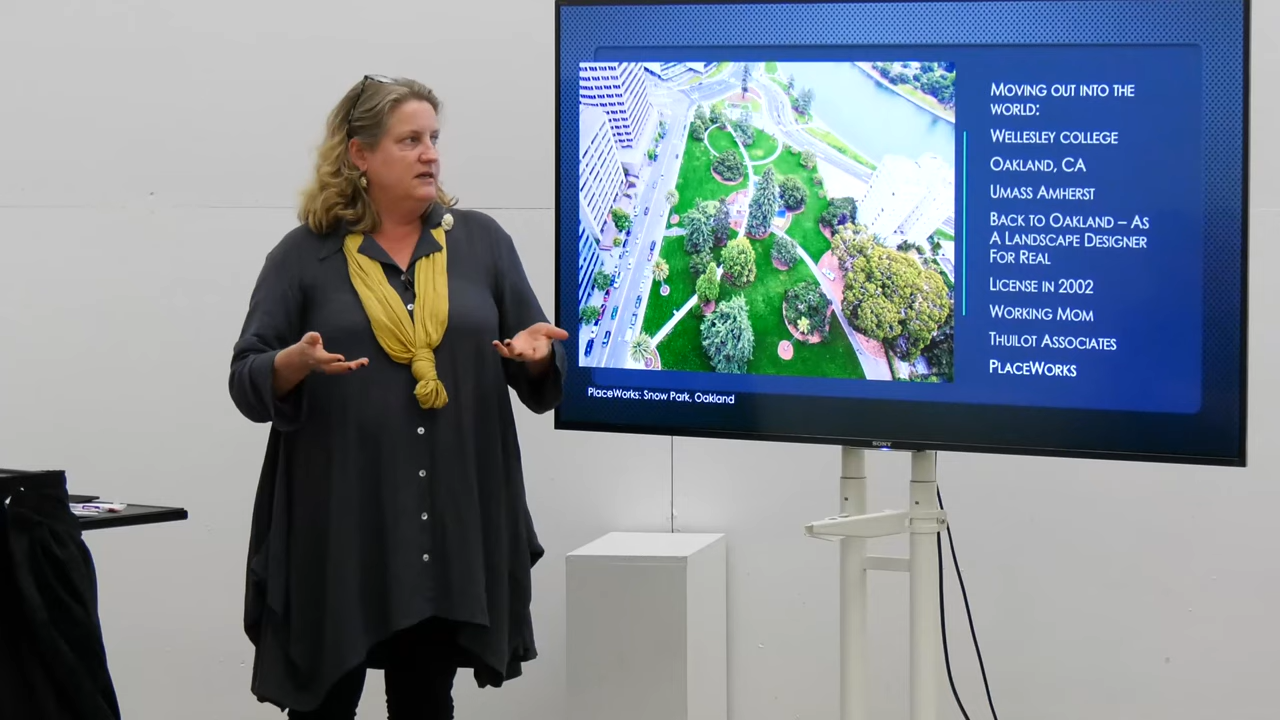 MOVING OUT INTO THE
WORLD:
WELLESLEY COLLEGE
OAKLAND, CA
UMASS AMHERST
BACK TO OAKLAND – AS
A LANDSCAPE DESIGNER
FOR REAL
LICENSE IN 2002
WORKING MOM
THUILOT ASSOCIATES
PLACEWORKS
PlaceWorks: Snow Park, Oakland
SONY